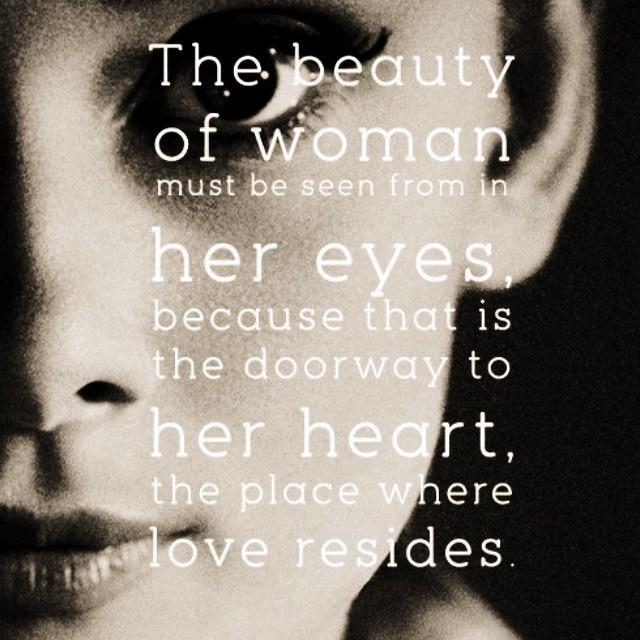 The beauty
of woman
must be seen from in
her eyes,
because that is
the doorway to
her heart,
the place where
love resides.